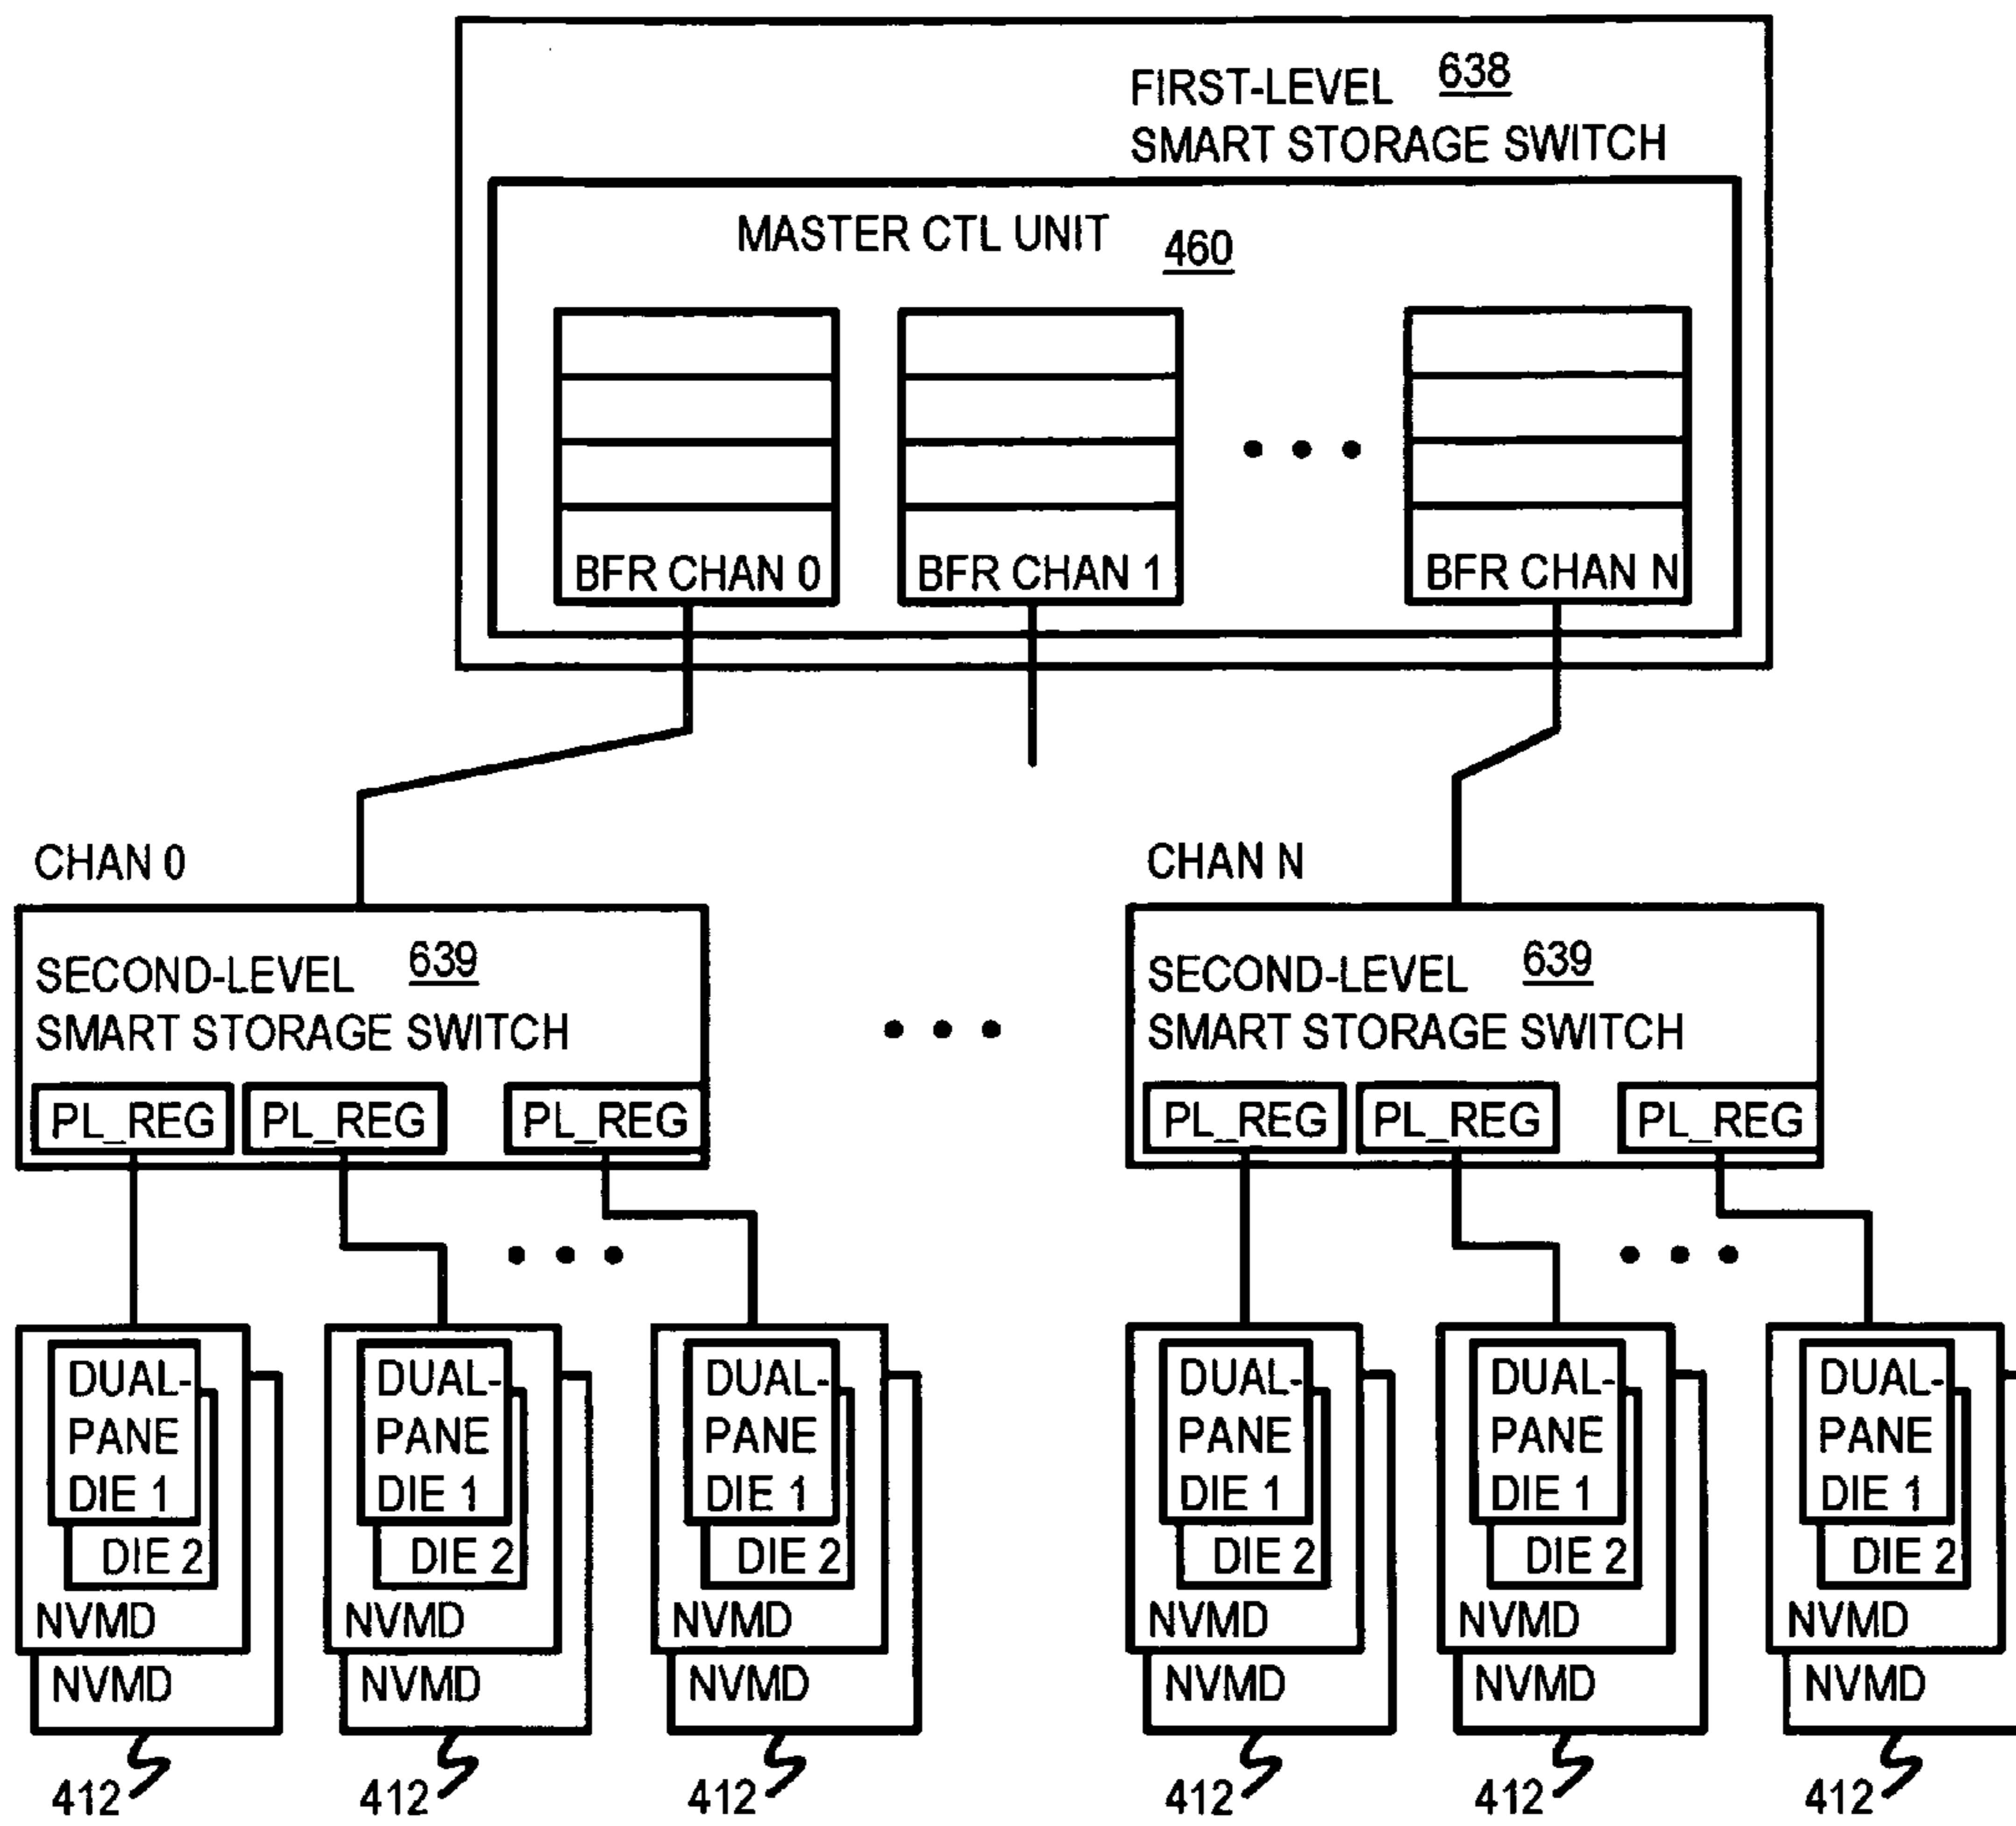 FIRST-LEVEL 638
SMART STORAGE SWITCH
MASTER CTL UNIT 460
BFR CHAN 0
BFR CHAN 1
BFR CHAN N
CHAN 0
SECOND-LEVEL 639
SMART STORAGE SWITCH
PL_REG
PL_REG
PL_REG
CHAN N
SECOND-LEVEL 639
SMART STORAGE SWITCH
PL_REG
PL_REG
PL_REG
DUAL-
PANE
DIE 1
DIE 2
NVMD
NVMD
412
DUAL-
PANE
DIE 1
DIE 2
NVMD
NVMD
412
DUAL-
PANE
DIE 1
DIE 2
NVMD
NVMD
412
DUAL-
PANE
DIE 1
DIE 2
NVMD
NVMD
412
DUAL-
PANE
DIE 1
DIE 2
NVMD
NVMD
412
DUAL-
PANE
DIE 1
DIE 2
NVMD
NVMD
412